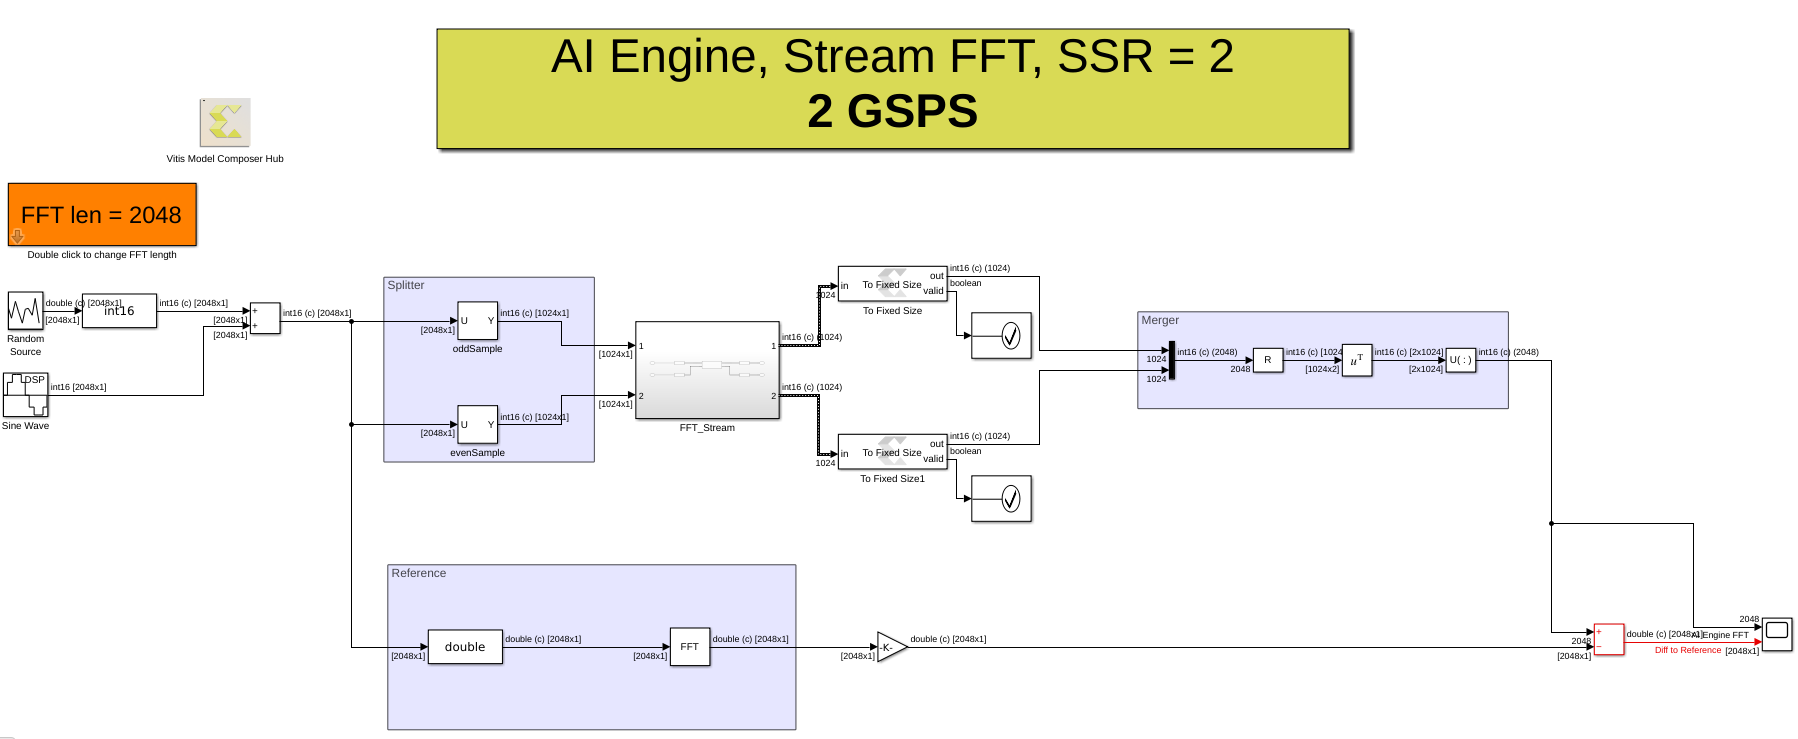 AI Engine, Stream FFT, SSR = 2
2 GSPS
Vitis Model Composer Hub
FFT len = 2048
Double click to change FFT length
double (c) [2048x1]
[2048x1]
int16
int16 (c) [2048x1]
[2048x1]
+
+
[2048x1]
int16 (c) [2048x1]
Random
Source
DSP
int16 [2048x1]
Sine Wave
Splitter
U Y
[2048x1]
oddSample
int16 (c) [1024x1]
[1024x1]
U Y
[2048x1]
evenSample
int16 (c) [1024x1]
[1024x1]
1
2
1
2
FFT_Stream
int16 (c) (1024)
1024
int16 (c) (1024)
1024
in
To Fixed Size
out
valid
To Fixed Size
int16 (c) (1024)
boolean
in
To Fixed Size
out
valid
To Fixed Size1
int16 (c) (1024)
boolean
Merger
1024
1024
int16 (c) (2048)
2048
R
int16 (c) [1024
[1024x2]
uT
int16 (c) [2x1024]
[2x1024]
U( : )
int16 (c) (2048)
Reference
[2048x1]
double
double (c) [2048x1]
[2048x1]
FFT
double (c) [2048x1]
[2048x1]
-K-
double (c) [2048x1]
2048
[2048x1]
+
−
double (c) [2048x1]
Diff to Reference
2048
AI Engine FFT
[2048x1]